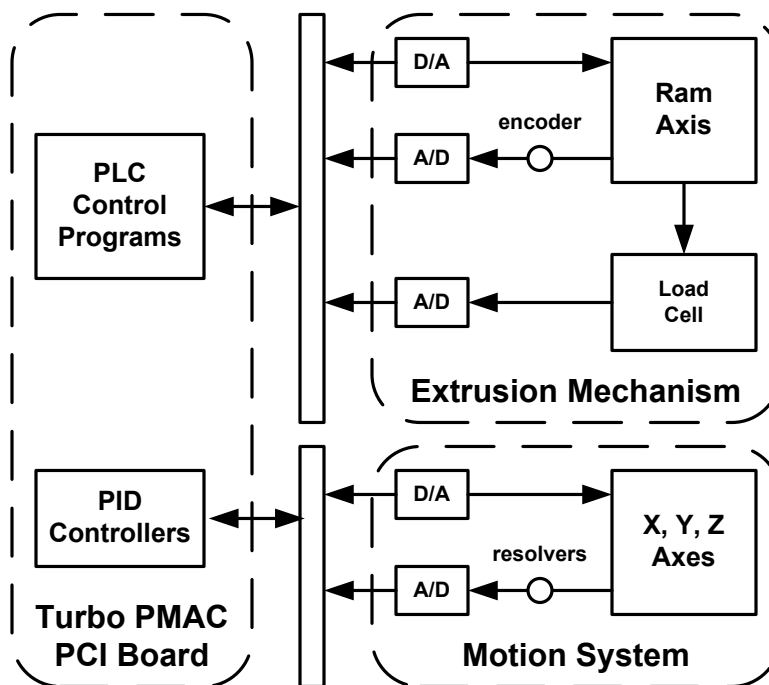 PLC
Control
Programs
PID
Controllers
Turbo PMAC
PCI Board
D/A
Ram
Axis
encoder
A/D
A/D
Load
Cell
Extrusion Mechanism
D/A
X, Y, Z
Axes
resolvers
A/D
Motion System